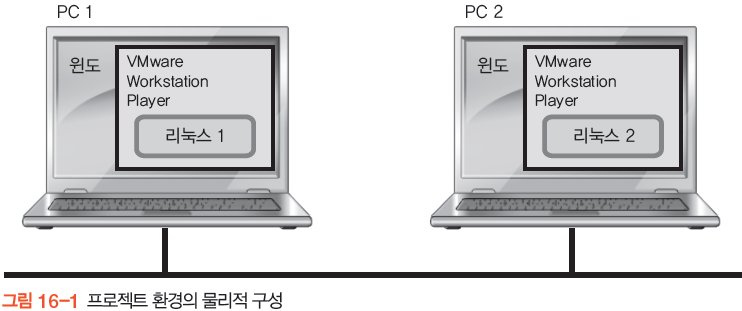 PC 1
PC 2
윈도
VMware
Workstation
Player
리눅스 1
윈도
VMware
Workstation
Player
리눅스 2
그림 16-1 프로젝트 환경의 물리적 구성